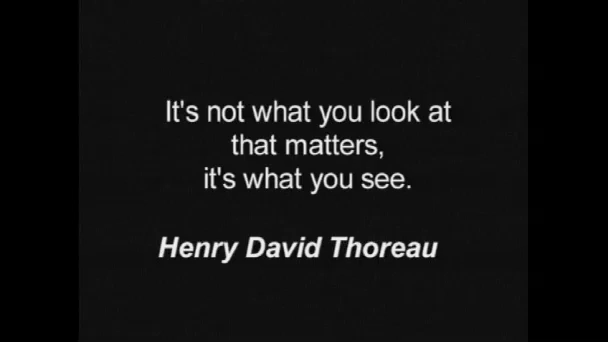 It's not what you look at
that matters,
it's what you see.
Henry David Thoreau